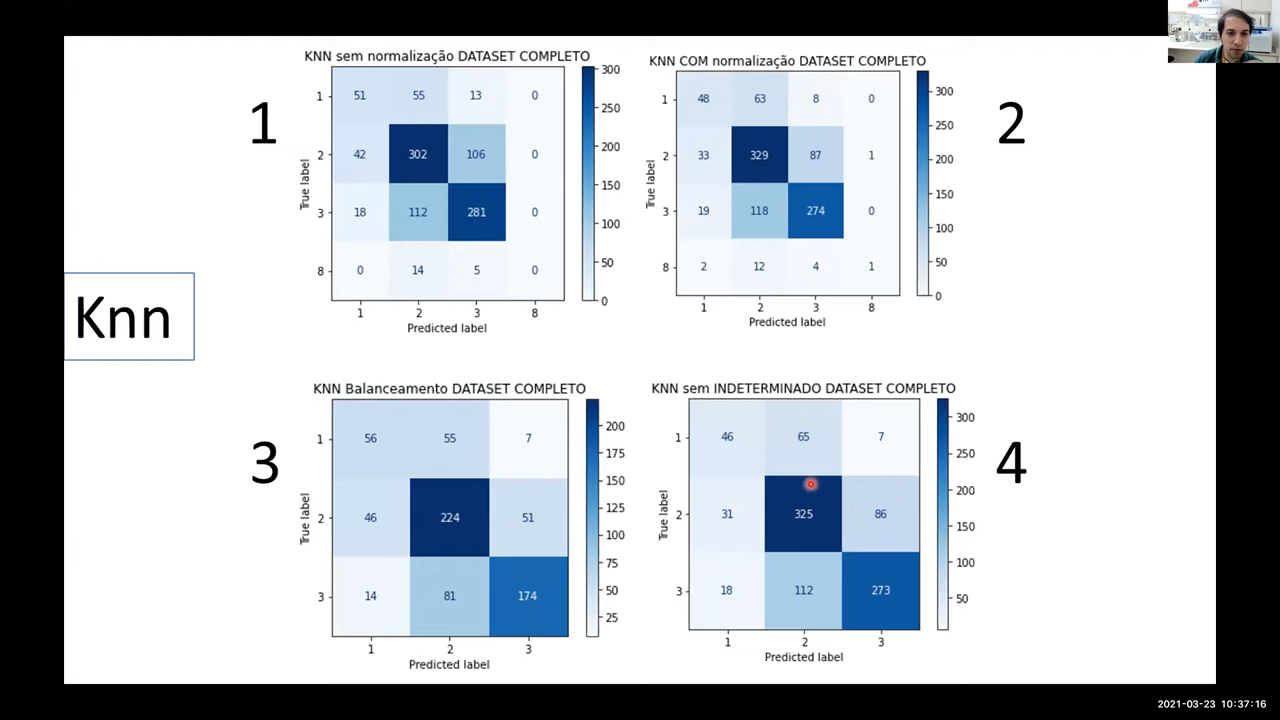 KNN sem normalização DATASET COMPLETO
1
True label
1 51 55 13 0
2 42 302 106 0
3 18 112 281 0
8 0 14 5 0
1 2 3 8
Predicted label
300
250
200
150
100
50
0
KNN COM normalização DATASET COMPLETO
2
True label
1 48 63 8 0
2 33 329 87 1
3 19 118 274 0
8 2 12 4 1
1 2 3 8
Predicted label
300
250
200
150
100
50
0
Knn
KNN Balanceamento DATASET COMPLETO
3
True label
1 56 55 7
2 46 224 51
3 14 81 174
1 2 3
Predicted label
200
175
150
125
100
75
50
25
KNN sem INDETERMINADO DATASET COMPLETO
4
True label
1 46 65 7
2 31 325 86
3 18 112 273
1 2 3
Predicted label
300
250
200
150
100
50
2021-03-23 10:37:16